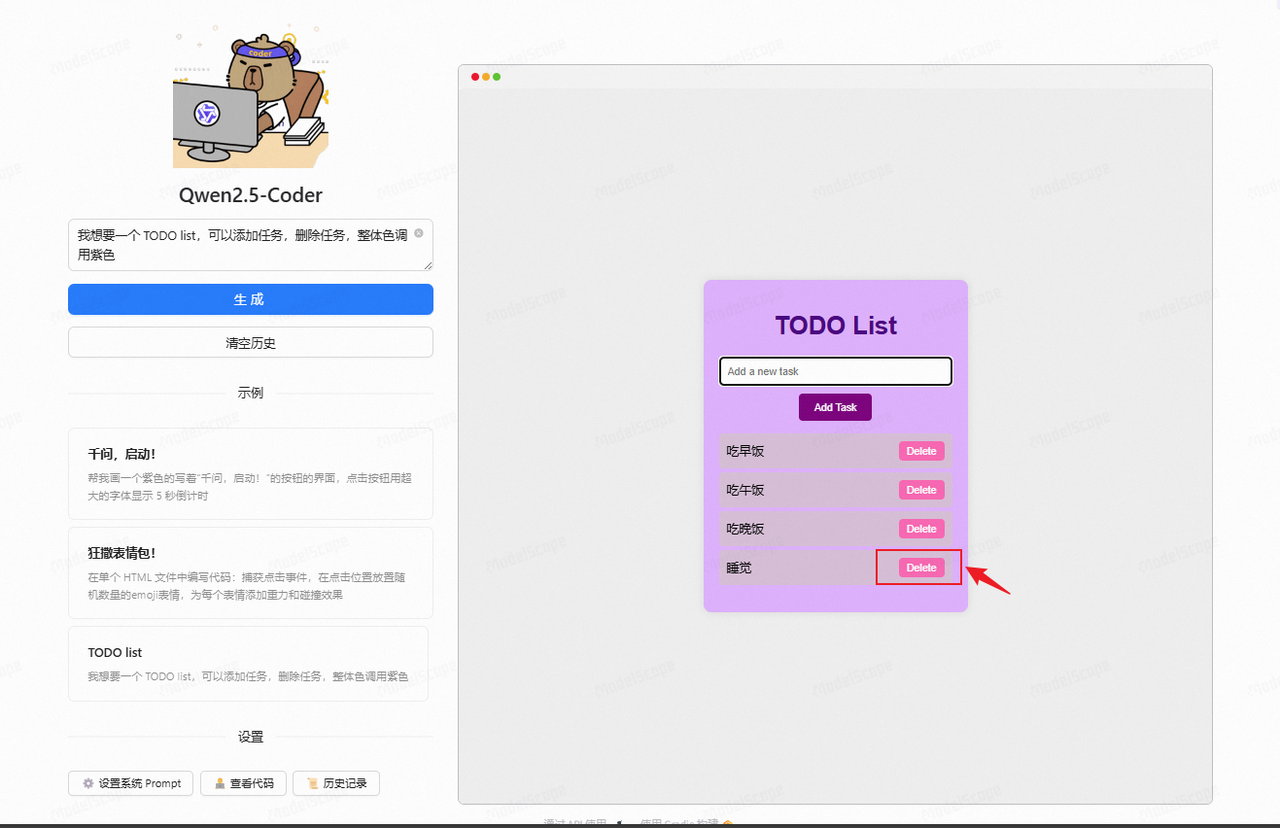 coder
Qwen2.5-Coder
我想要一个 TODO list，可以添加任务，删除任务，整体色调
用紫色
生 成
清空历史
示例
千问，启动！
帮我画一个紫色的写着“千问，启动！”的按钮的界面，点击按钮用超
大的字体显示 5 秒倒计时
狂撒表情包！
在单个 HTML 文件中编写代码：捕获点击事件，在点击位置放置随
机数量的emoji表情，为每个表情添加重力和碰撞效果
TODO list
我想要一个 TODO list，可以添加任务，删除任务，整体色调用紫色
设置
设置系统 Prompt
查看代码
历史记录
TODO List
Add a new task
Add Task
吃早饭 Delete
吃午饭 Delete
吃晚饭 Delete
睡觉 Delete
通过 API 使用
使用 Gradio 构建
ModelScope